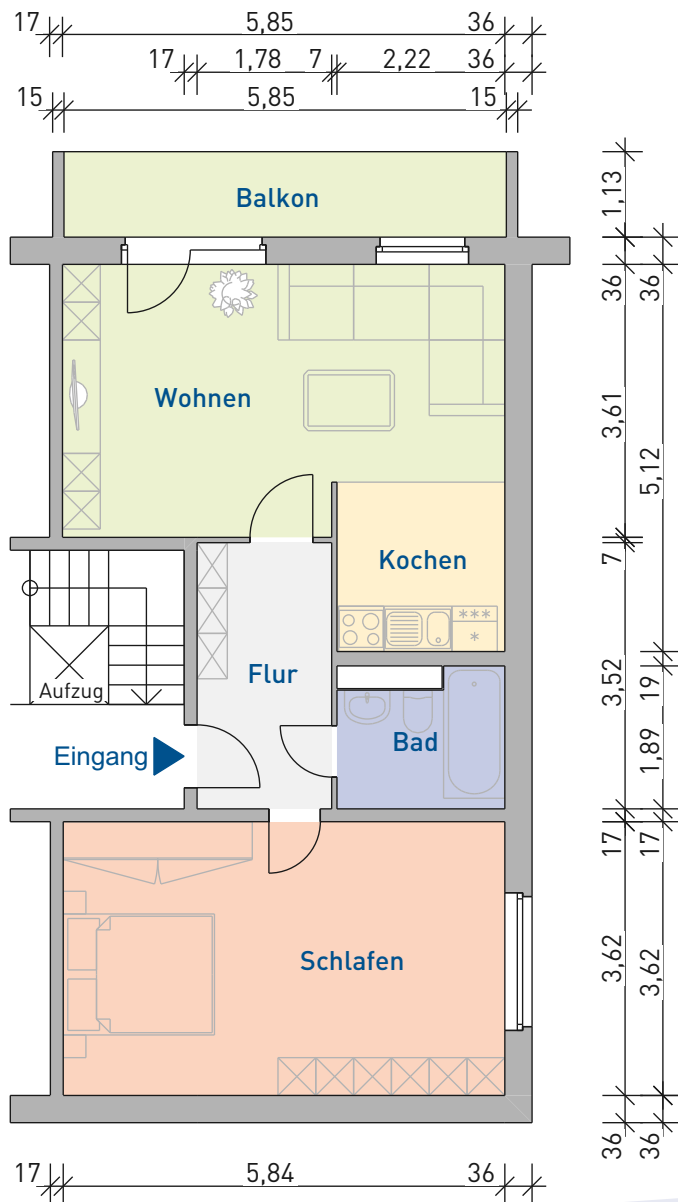 17 5,85 36
17 1,78 7 2,22 36
15 5,85 15
Balkon
1,13
36 36
Wohnen
3,61
5,12
Kochen
7
Flur
3,52
19
Aufzug
Bad
1,89
Eingang
17 17
Schlafen
3,62 3,62
36 36
17 5,84 36